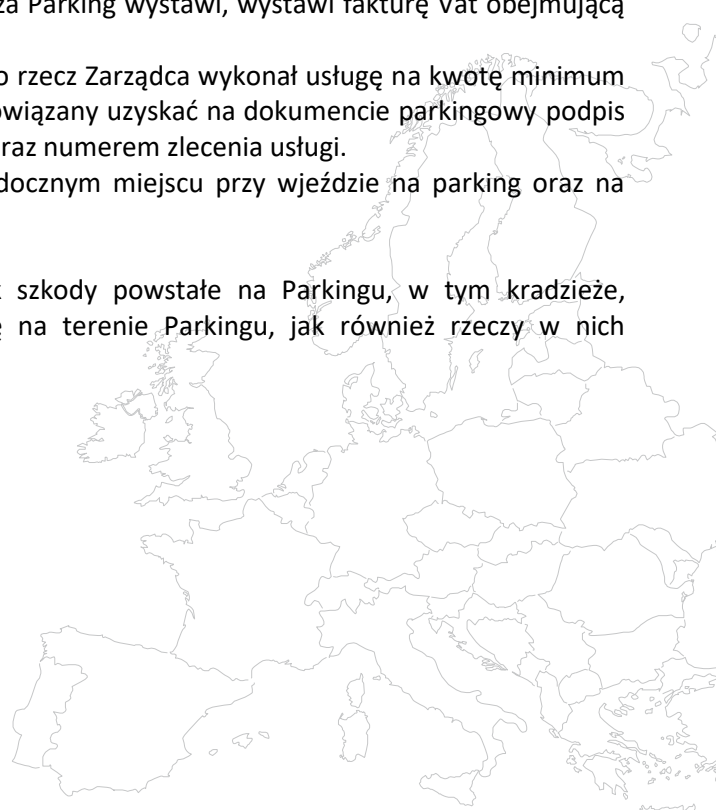 za Parking wystawi, wystawi fakturę Vat obejmującą
o rzecz Zarządca wykonał usługę na kwotę minimum
owiązany uzyskać na dokumencie parkingowy podpis
raz numerem zlecenia usługi.
docznym miejscu przy wjeździe na parking oraz na
szkody powstałe na Parkingu, w tym kradzieże,
na terenie Parkingu, jak również rzeczy w nich